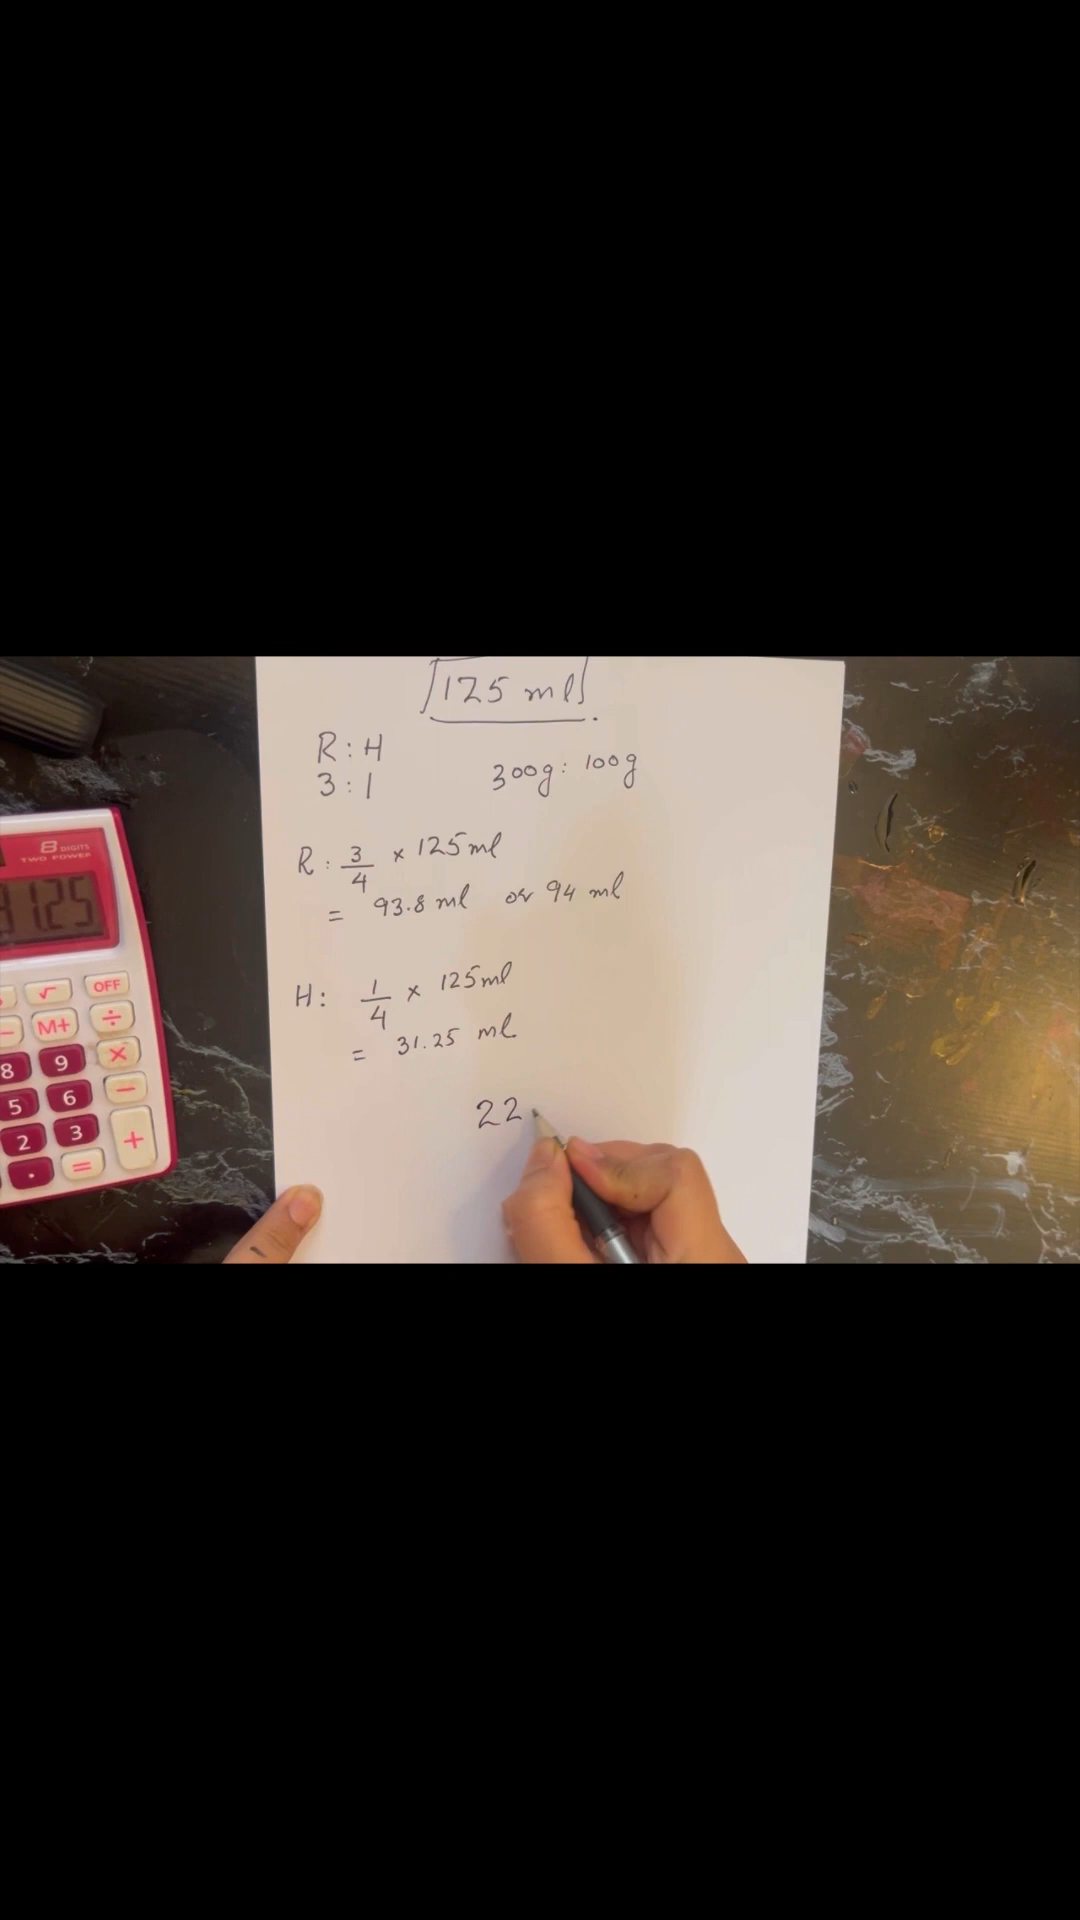 125 ml
R : H
3 : 1
300g : 100g
R : 3/4 × 125 ml
= 93.8 ml or 94 ml
H : 1/4 × 125 ml
= 31.25 ml
22
8 DIGITS
TWO POWER
3125
√ OFF
M+ ÷
8 9 ×
5 6 −
2 3 +
. =